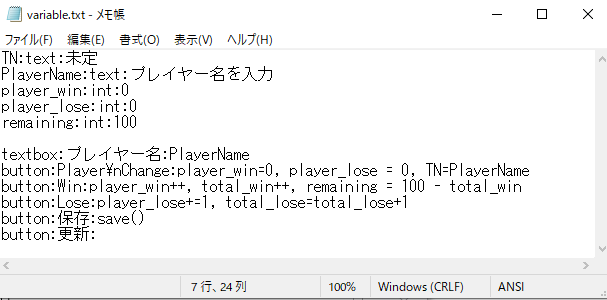 variable.txt - メモ帳
ファイル(F) 編集(E) 書式(O) 表示(V) ヘルプ(H)
TN:text:未定
PlayerName:text:プレイヤー名を入力
player_win:int:0
player_lose:int:0
remaining:int:100
textbox:プレイヤー名:PlayerName
button:Player¥nChange:player_win=0, player_lose = 0, TN=PlayerName
button:Win:player_win++, total_win++, remaining = 100 - total_win
button:Lose:player_lose+=1, total_lose=total_lose+1
button:保存:save()
button:更新:
7 行、24 列 100% Windows (CRLF) ANSI